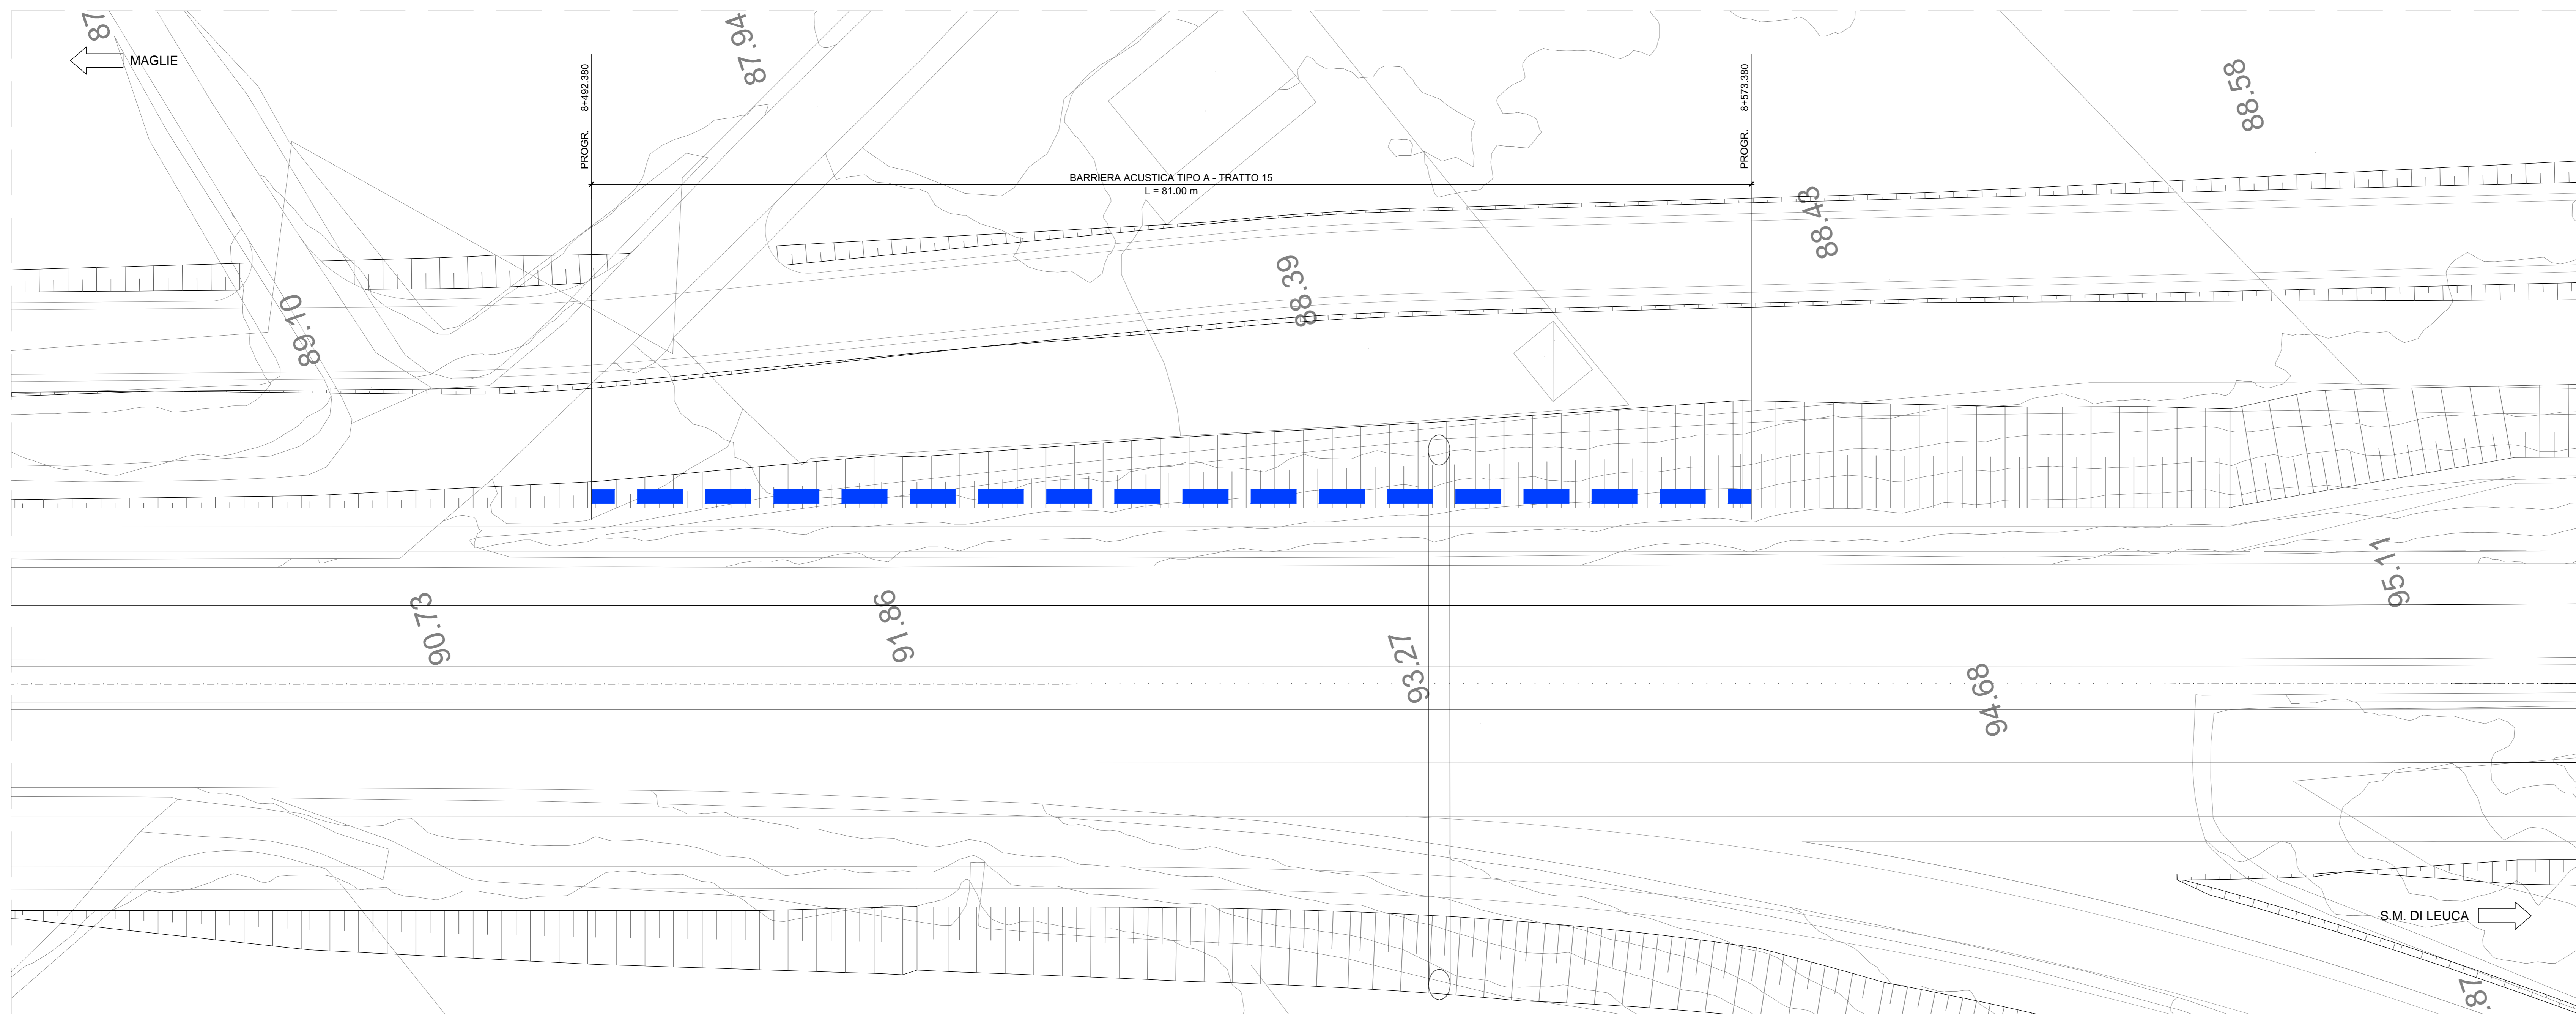 87
MAGLIE
87.94
PROGR. 8+492.380
PROGR. 8+573.380
88.58
BARRIERA ACUSTICA TIPO A - TRATTO 15
L = 81.00 m
88.43
88.39
89.10
90.73
91.86
93.27
94.68
95.11
S.M. DI LEUCA
87.